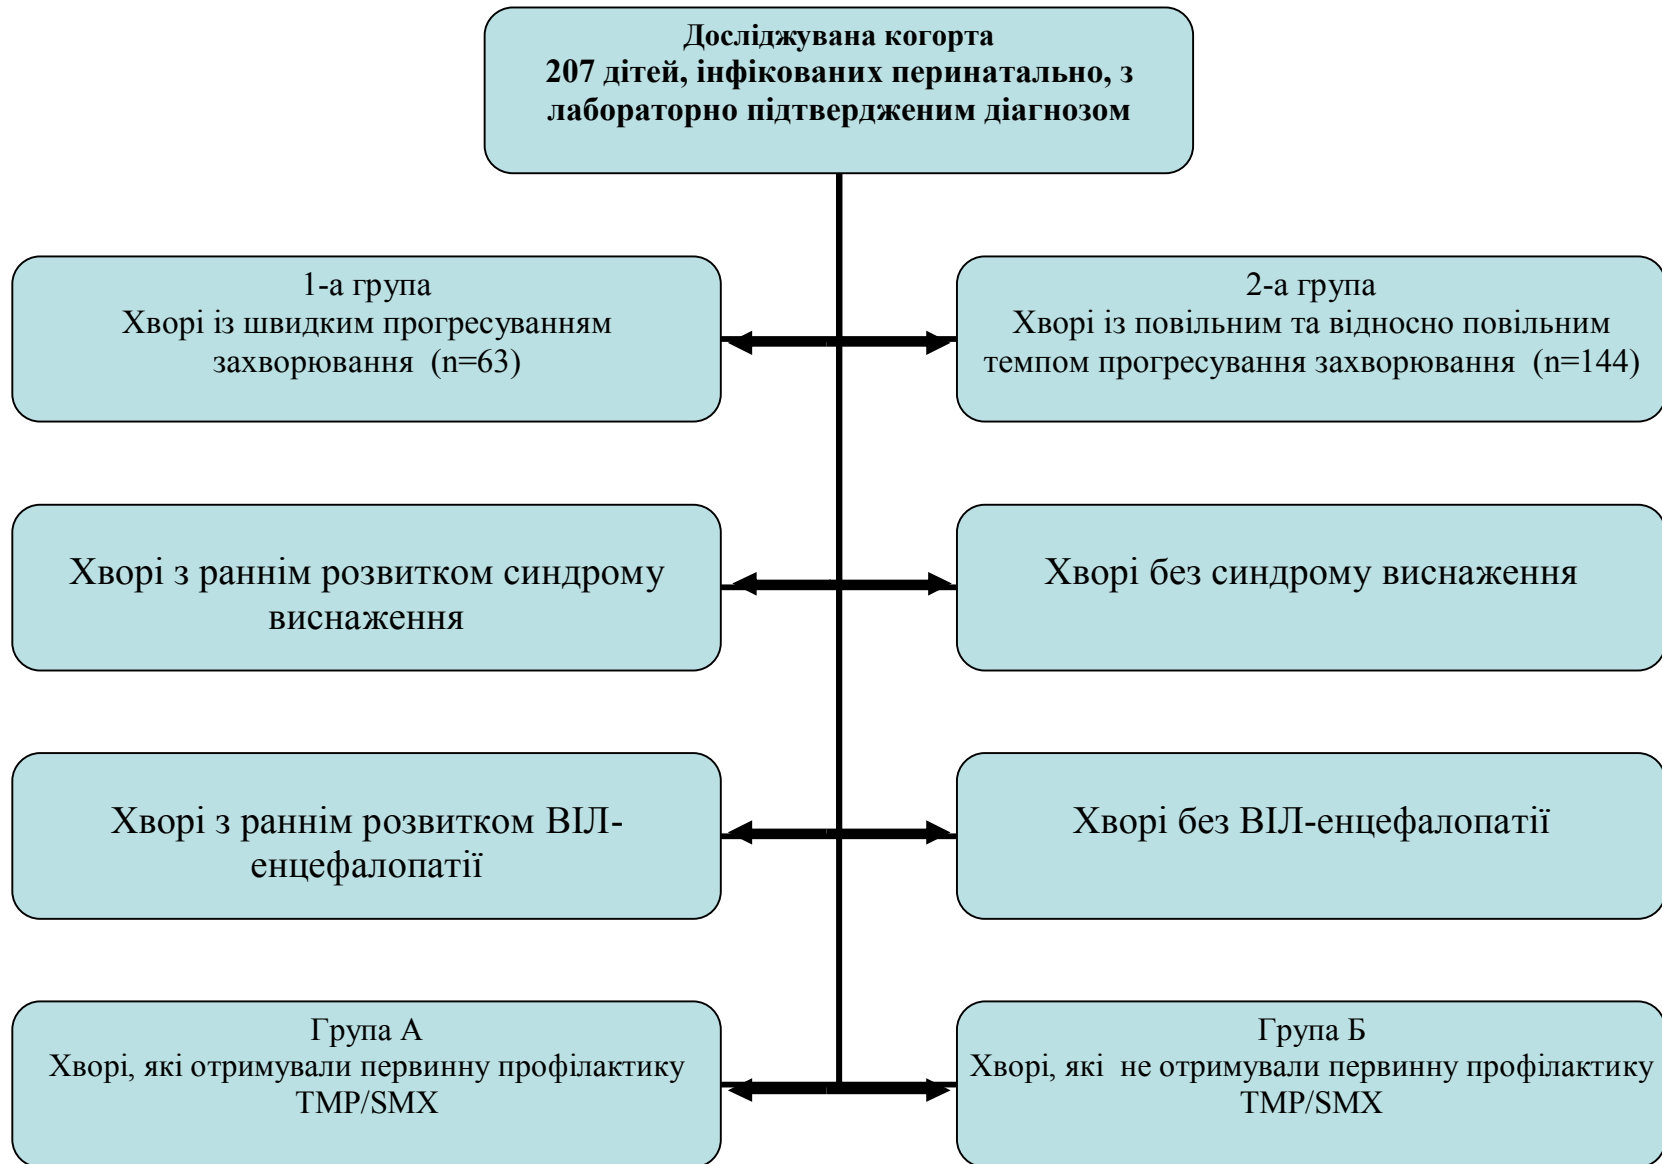 Досліджувана когорта
207 дітей, інфікованих перинатально, з
лабораторно підтвердженим діагнозом
1-а група
Хворі із швидким прогресуванням
захворювання (n=63)
2-а група
Хворі із повільним та відносно повільним
темпом прогресування захворювання (n=144)
Хворі з раннім розвитком синдрому
виснаження
Хворі без синдрому виснаження
Хворі з раннім розвитком ВІЛ-
енцефалопатії
Хворі без ВІЛ-енцефалопатії
Група А
Хворі, які отримували первинну профілактику
TMP/SMX
Група Б
Хворі, які не отримували первинну профілактику
TMP/SMX